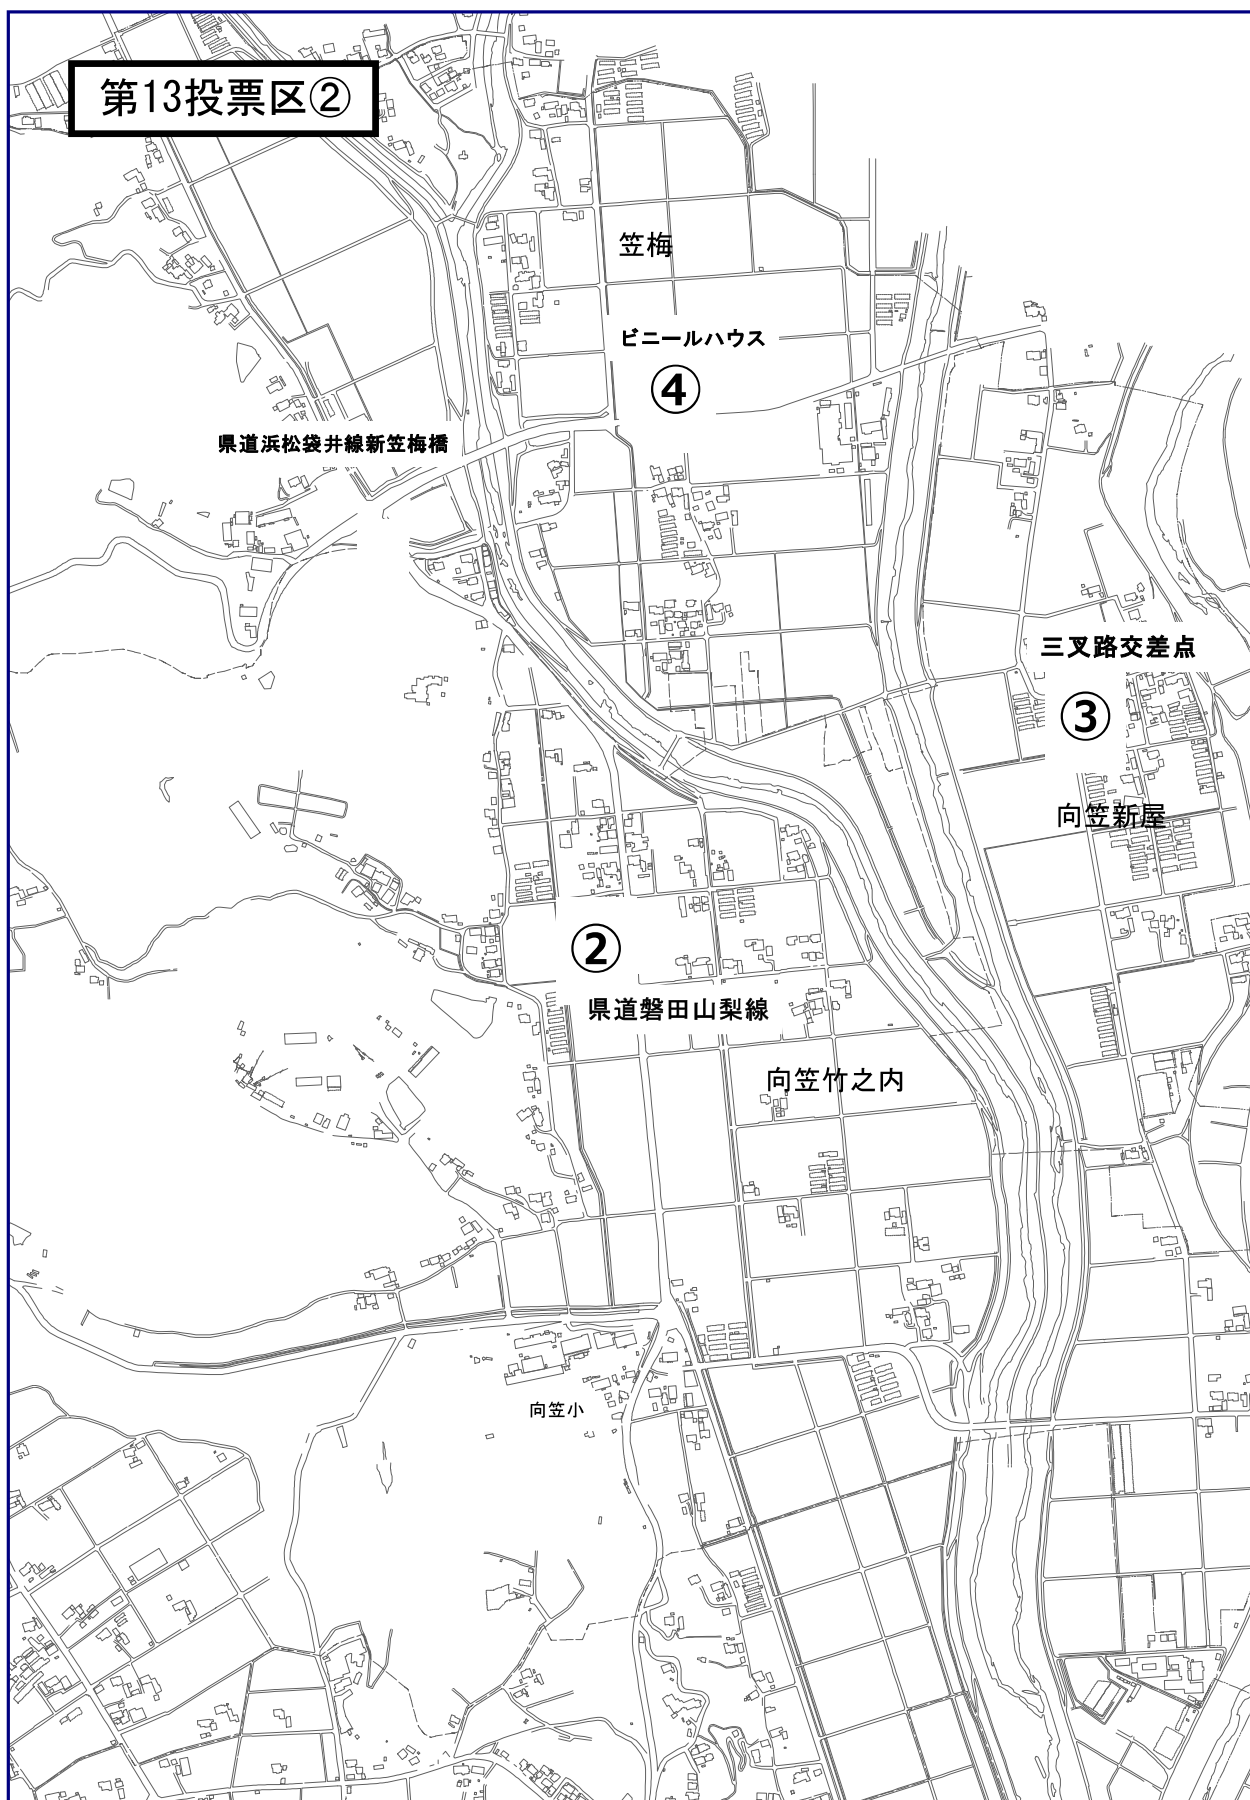 第13投票区②
笠梅
ビニールハウス
④
県道浜松袋井線新笠梅橋
三叉路交差点
③
向笠新屋
②
県道磐田山梨線
向笠竹之内
向笠小